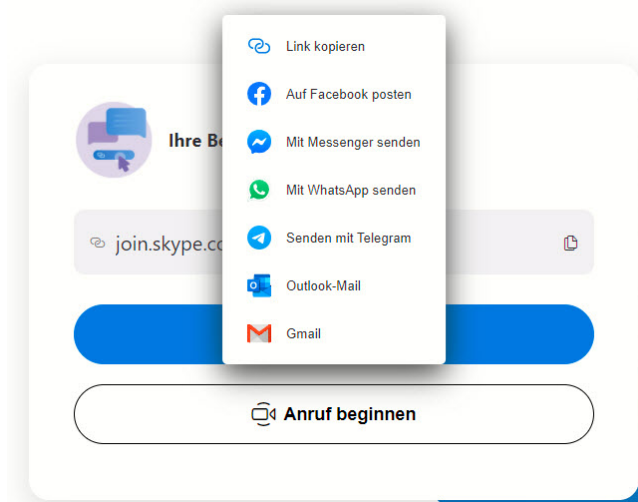 Link kopieren
Auf Facebook posten
Mit Messenger senden
Ihre
Mit WhatsApp senden
Senden mit Telegram
join.skype.co
Outlook-Mail
Gmail
Anruf beginnen